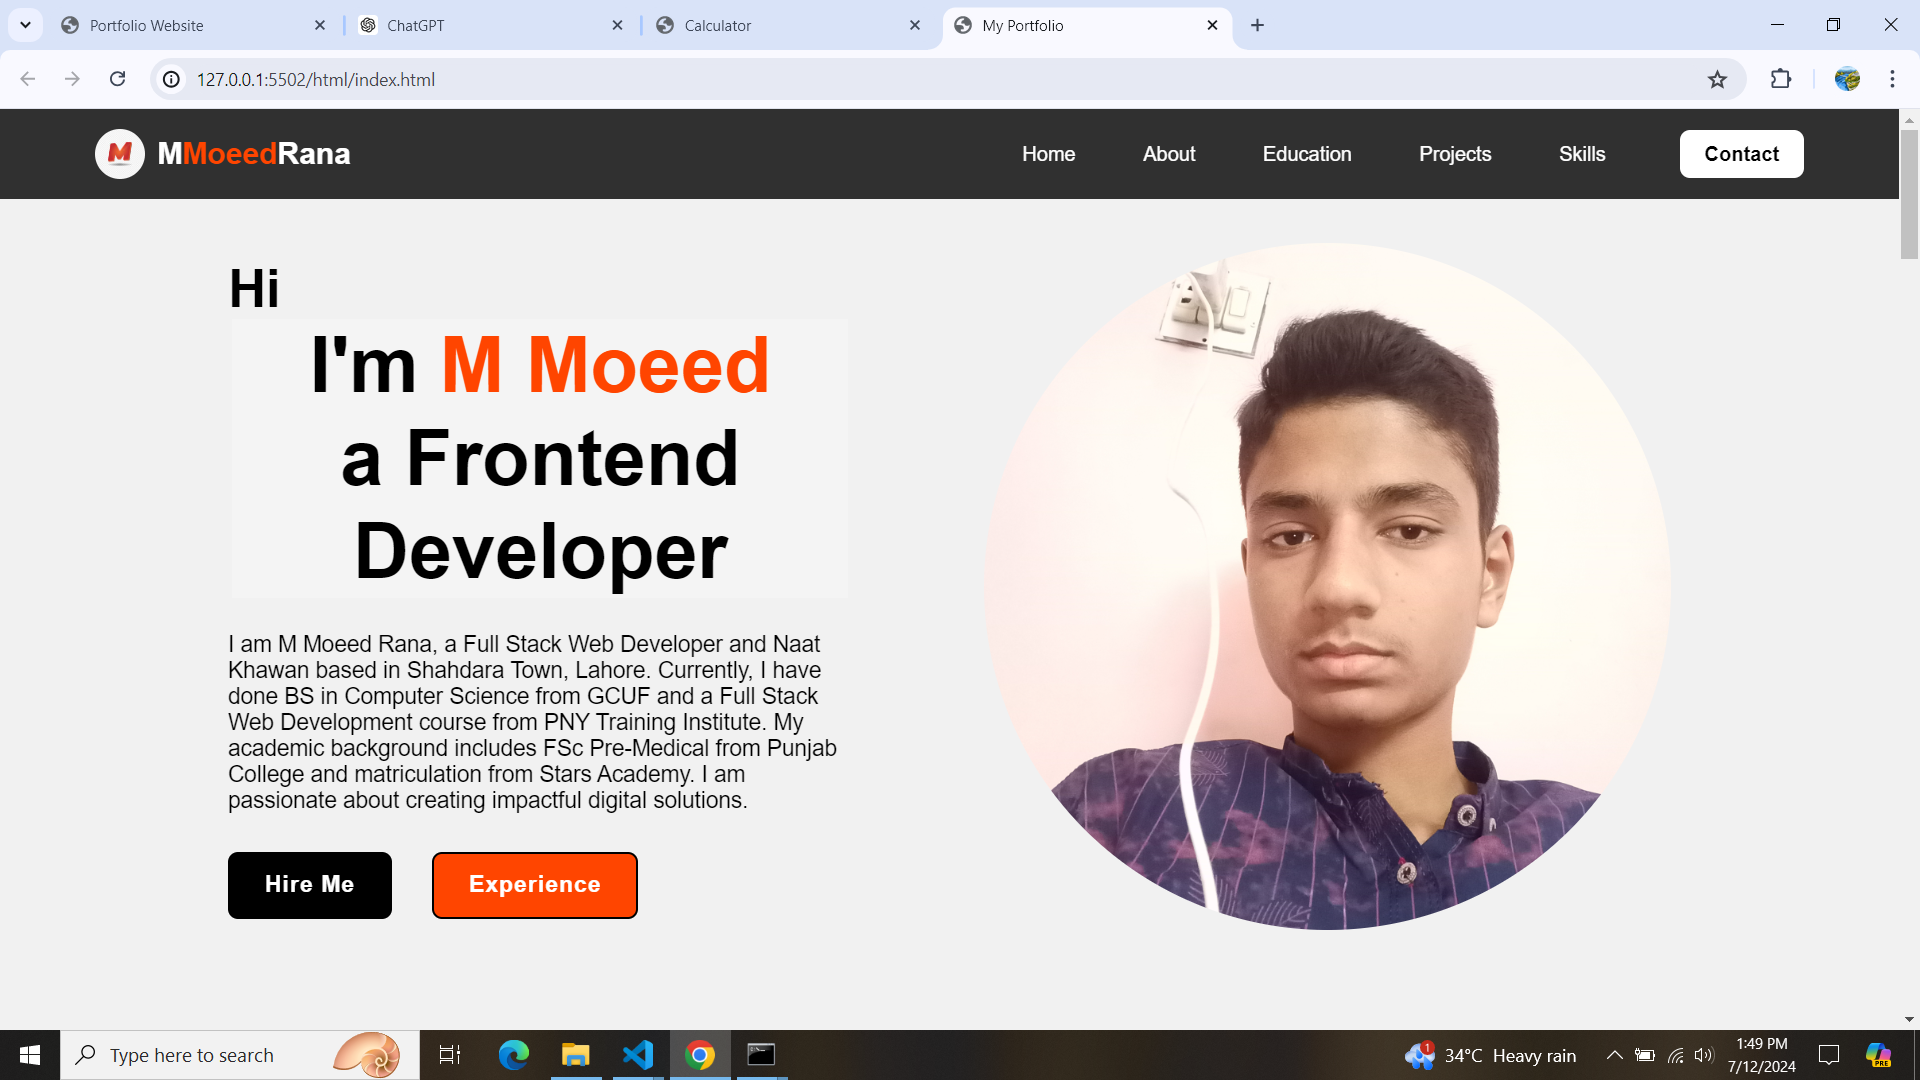 Portfolio Website
ChatGPT
Calculator
My Portfolio
127.0.0.1:5502/html/index.html
M MMoeedRana
Home About Education Projects Skills Contact
Hi
I'm M Moeed
a Frontend
Developer
I am M Moeed Rana, a Full Stack Web Developer and Naat
Khawan based in Shahdara Town, Lahore. Currently, I have
done BS in Computer Science from GCUF and a Full Stack
Web Development course from PNY Training Institute. My
academic background includes FSc Pre-Medical from Punjab
College and matriculation from Stars Academy. I am
passionate about creating impactful digital solutions.
Hire Me Experience
Type here to search
1
34°C Heavy rain
1:49 PM
7/12/2024
PRE